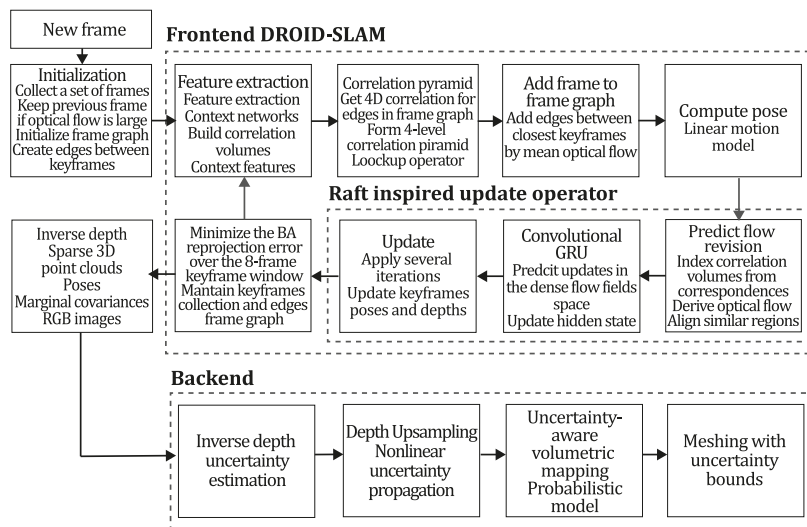 New frame
Frontend DROID-SLAM
Initialization
Collect a set of frames
Keep previous frame
if optical flow is large
Initialize frame graph
Create edges between
keyframes
Feature extraction
Feature extraction
Context networks
Build correlation
volumes
Context features
Correlation pyramid
Get 4D correlation for
edges in frame graph
Form 4-level
correlation piramid
Loockup operator
Add frame to
frame graph
Add edges between
closest keyframes
by mean optical flow
Compute pose
Linear motion
model
Raft inspired update operator
Predict flow
revision
Index correlation
volumes from
correspondences
Derive optical flow
Align similar regions
Convolutional
GRU
Predcit updates in
the dense flow fields
space
Update hidden state
Update
Apply several
iterations
Update keyframes
poses and depths
Minimize the BA
reprojection error
over the 8-frame
keyframe window
Mantain keyframes
collection and edges
frame graph
Inverse depth
Sparse 3D
point clouds
Poses
Marginal covariances
RGB images
Backend
Inverse depth
uncertainty
estimation
Depth Upsampling
Nonlinear
uncertainty
propagation
Uncertainty-
aware
volumetric
mapping
Probabilistic
model
Meshing with
uncertainty
bounds